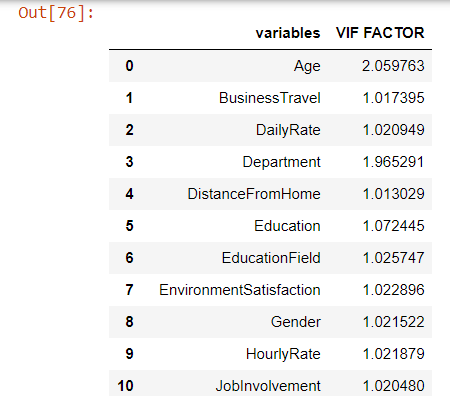 Out[76]:
variables VIF FACTOR
0 Age 2.059763
1 BusinessTravel 1.017395
2 DailyRate 1.020949
3 Department 1.965291
4 DistanceFromHome 1.013029
5 Education 1.072445
6 EducationField 1.025747
7 EnvironmentSatisfaction 1.022896
8 Gender 1.021522
9 HourlyRate 1.021879
10 JobInvolvement 1.020480